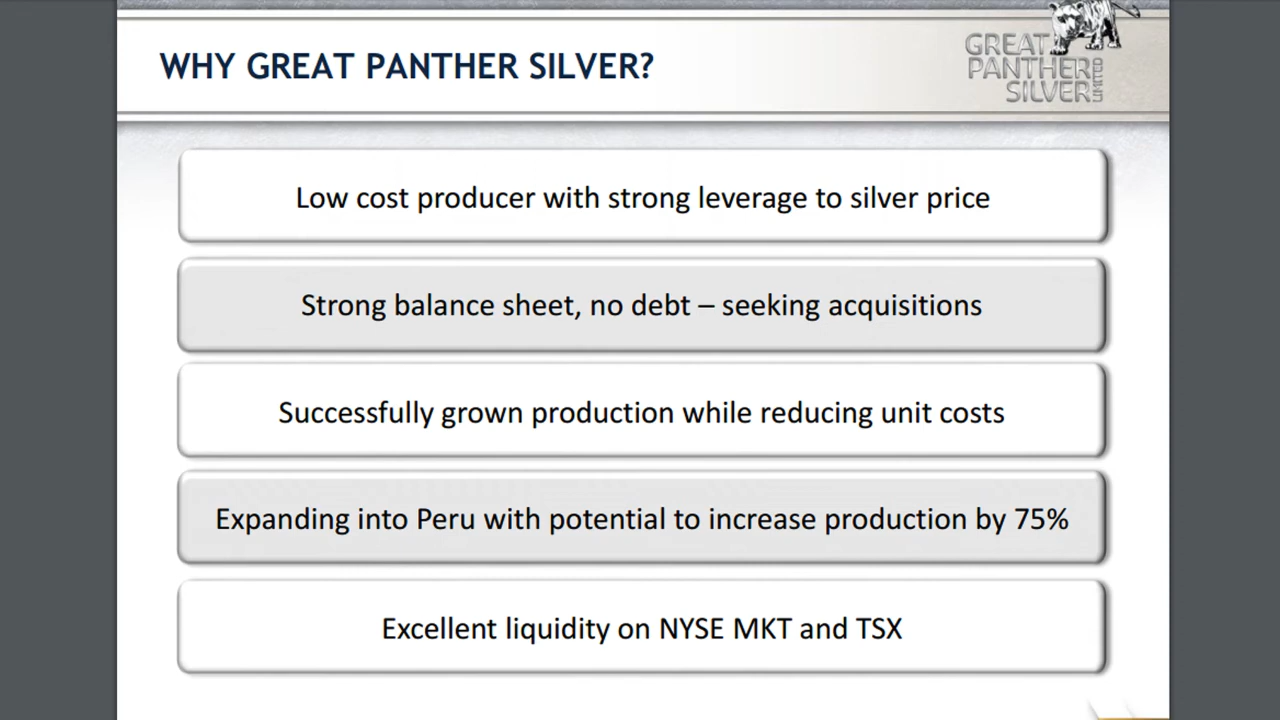 WHY GREAT PANTHER SILVER?
GREAT
PANTHER
SILVER
LIMITED
Low cost producer with strong leverage to silver price
Strong balance sheet, no debt – seeking acquisitions
Successfully grown production while reducing unit costs
Expanding into Peru with potential to increase production by 75%
Excellent liquidity on NYSE MKT and TSX